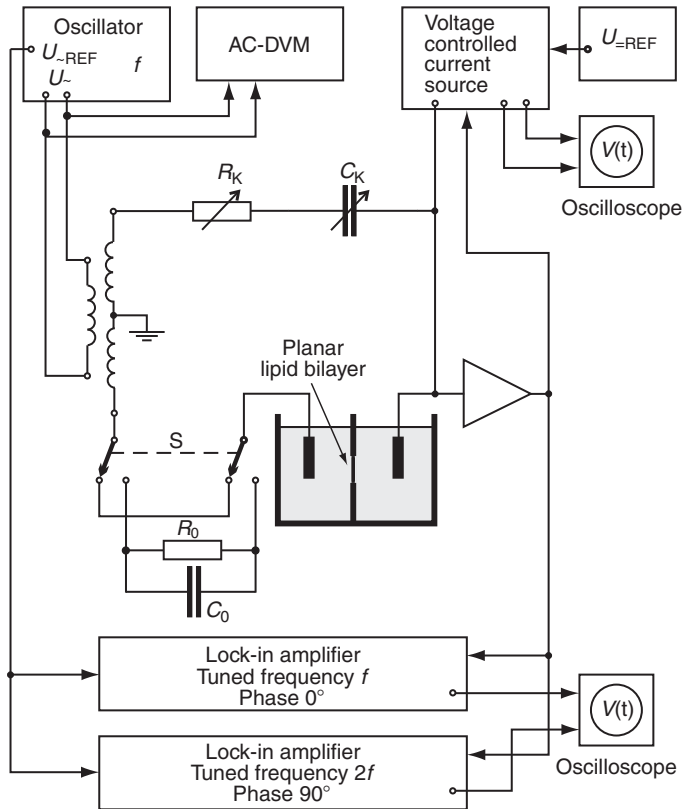 Oscillator
U~REF
f
U~
AC-DVM
Voltage
controlled
current
source
U=REF
V(t)
Oscilloscope
RK
CK
Planar
lipid bilayer
S
R0
C0
Lock-in amplifier
Tuned frequency f
Phase 0°
V(t)
Oscilloscope
Lock-in amplifier
Tuned frequency 2f
Phase 90°